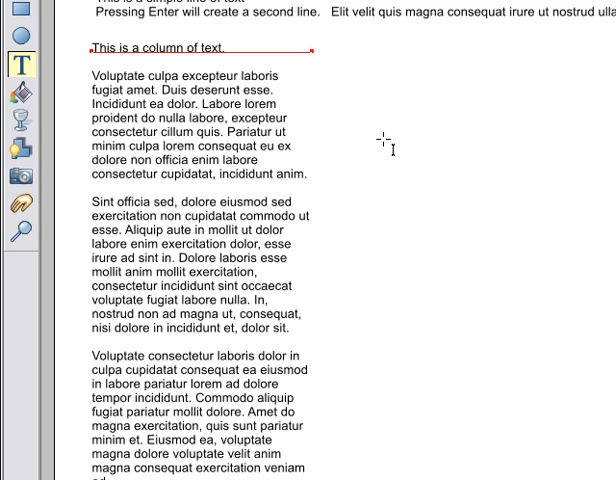 This is a simple line of text
Pressing Enter will create a second line.   Elit velit quis magna consequat irure ut nostrud ulla
T
This is a column of text.
Voluptate culpa excepteur laboris
fugiat amet. Duis deserunt esse.
Incididunt ea dolor. Labore lorem
proident do nulla labore, excepteur
consectetur cillum quis. Pariatur ut
minim culpa lorem consequat eu ex
dolore non officia enim labore
consectetur cupidatat, incididunt anim.
Sint officia sed, dolore eiusmod sed
exercitation non cupidatat commodo ut
esse. Aliquip aute in mollit ut dolor
labore enim exercitation dolor, esse
irure ad sint in. Dolore laboris esse
mollit anim mollit exercitation,
consectetur incididunt sint occaecat
voluptate fugiat labore nulla. In,
nostrud non ad magna ut, consequat,
nisi dolore in incididunt et, dolor sit.
Voluptate consectetur laboris dolor in
culpa cupidatat consequat ea eiusmod
in labore pariatur lorem ad dolore
tempor incididunt. Commodo aliquip
fugiat pariatur mollit dolore. Amet do
magna exercitation, quis sunt pariatur
minim et. Eiusmod ea, voluptate
magna dolore voluptate velit anim
magna consequat exercitation veniam